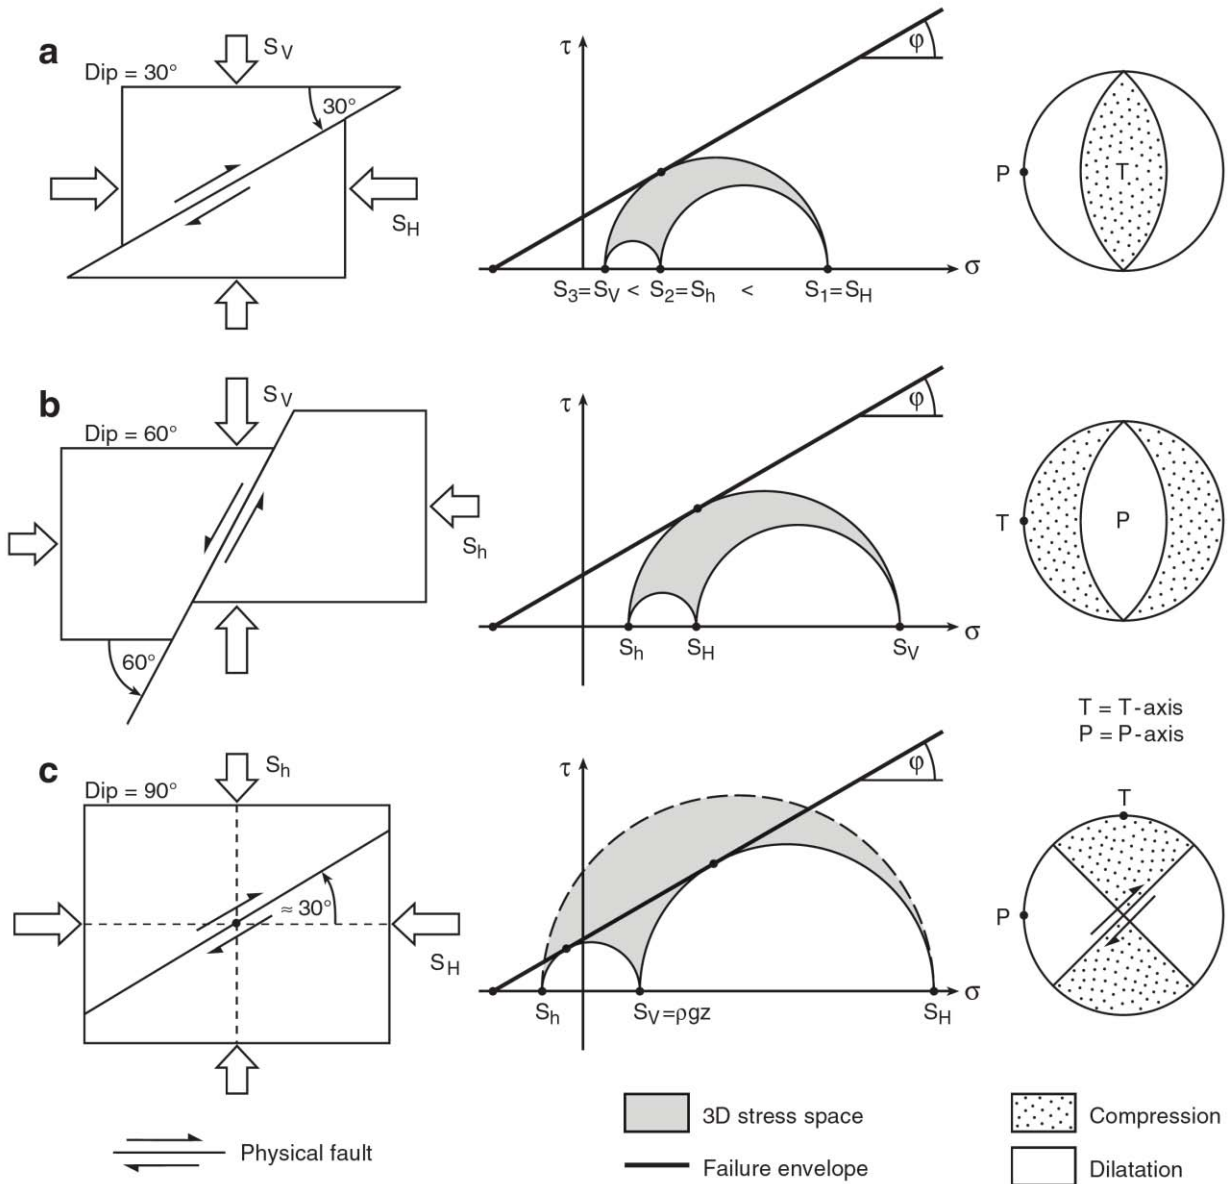 a
S_V
Dip = 30°
30°
S_H
τ
φ
σ
S_3=S_V < S_2=S_h < S_1=S_H
P
T
b
S_V
Dip = 60°
S_h
60°
τ
φ
σ
S_h
S_H
S_V
T
P
T = T-axis
P = P-axis
c
S_h
Dip = 90°
≈ 30°
S_H
τ
φ
σ
S_h
S_V=ρgz
S_H
T
P
Physical fault
3D stress space
Failure envelope
Compression
Dilatation